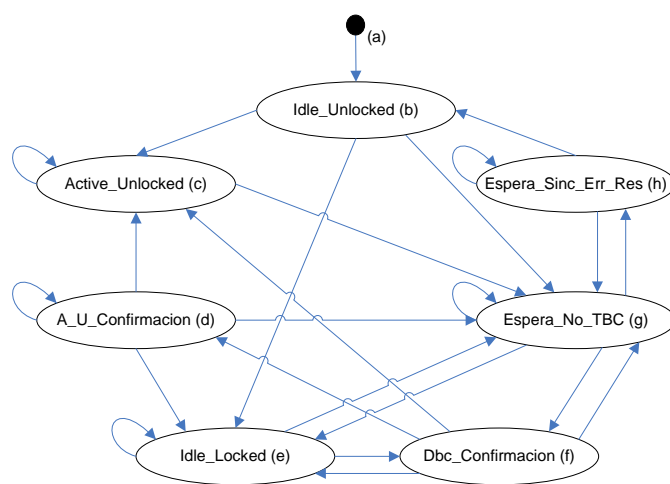 (a)
Idle_Unlocked (b)
Active_Unlocked (c)
Espera_Sinc_Err_Res (h)
A_U_Confirmacion (d)
Espera_No_TBC (g)
Idle_Locked (e)
Dbc_Confirmacion (f)